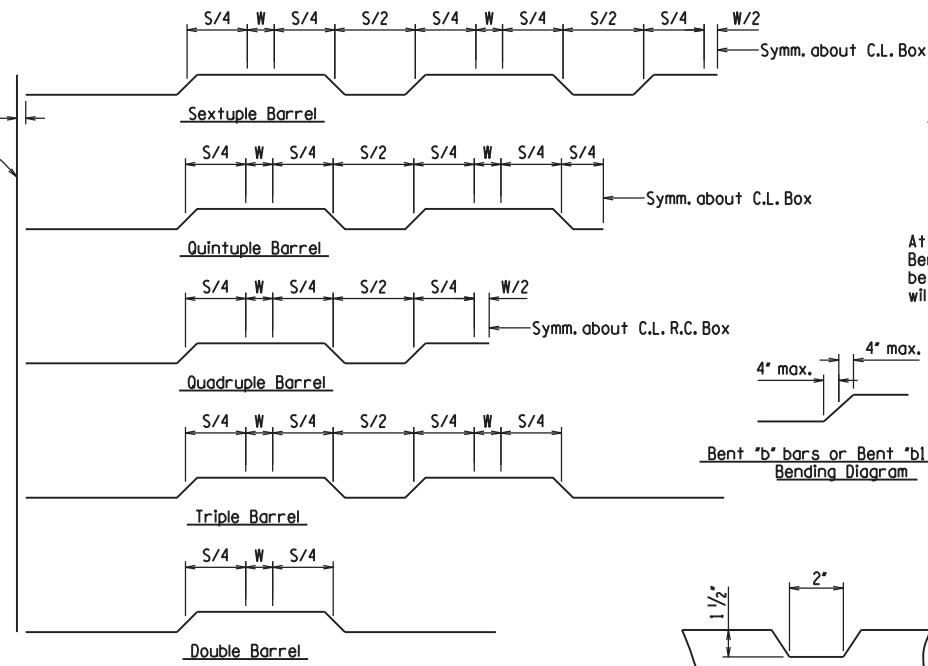 S/4 W S/4 S/2 S/4 W S/4 S/2 S/4 W/2
Symm. about C.L. Box
Sextuple Barrel
S/4 W S/4 S/2 S/4 W S/4 S/4
Symm. about C.L. Box
Quintuple Barrel
At
be
wil
S/4 W S/4 S/2 S/4 W/2
Symm. about C.L. R.C. Box
Quadruple Barrel
4" max.
4" max.
Bent "b" bars or Bent "b1
Bending Diagram
S/4 W S/4 S/2 S/4 W S/4
Triple Barrel
S/4 W S/4
Double Barrel
2"
1 1/2"